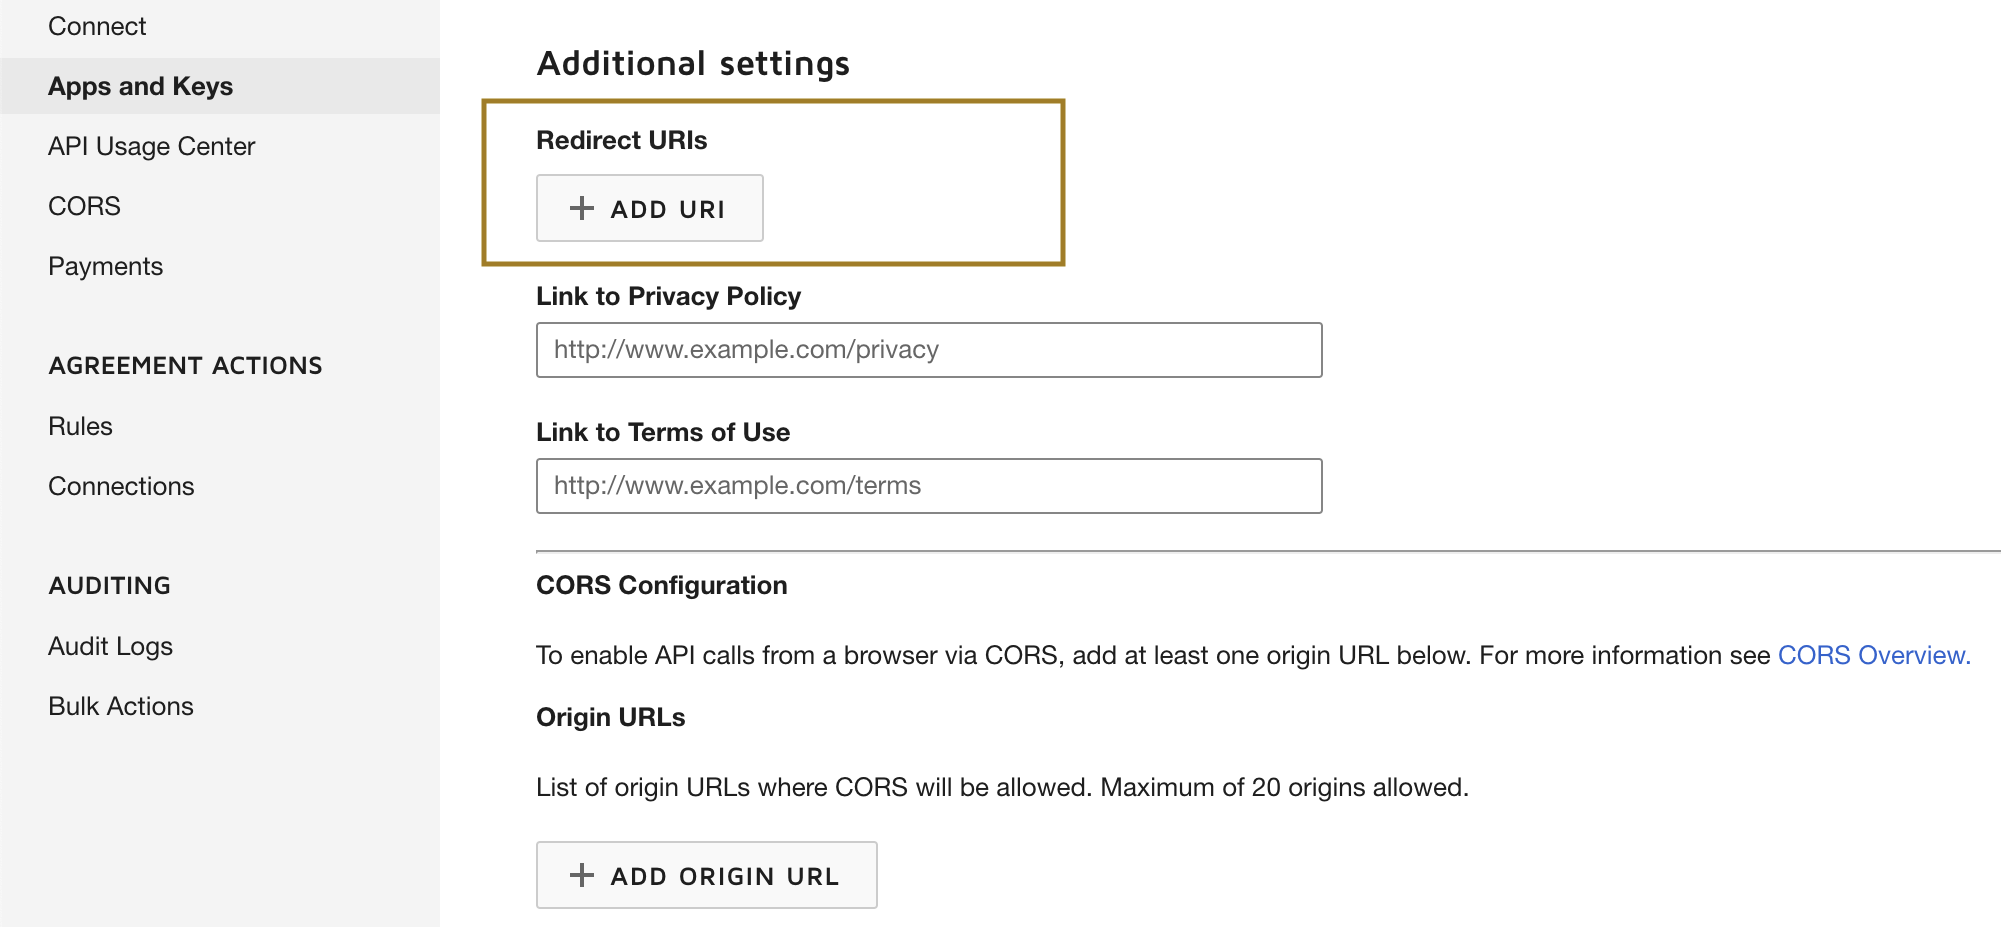 Connect
Apps and Keys
API Usage Center
CORS
Payments
AGREEMENT ACTIONS
Rules
Connections
AUDITING
Audit Logs
Bulk Actions
Additional settings
Redirect URIs
+ ADD URI
Link to Privacy Policy
http://www.example.com/privacy
Link to Terms of Use
http://www.example.com/terms
CORS Configuration
To enable API calls from a browser via CORS, add at least one origin URL below. For more information see CORS Overview.
Origin URLs
List of origin URLs where CORS will be allowed. Maximum of 20 origins allowed.
+ ADD ORIGIN URL